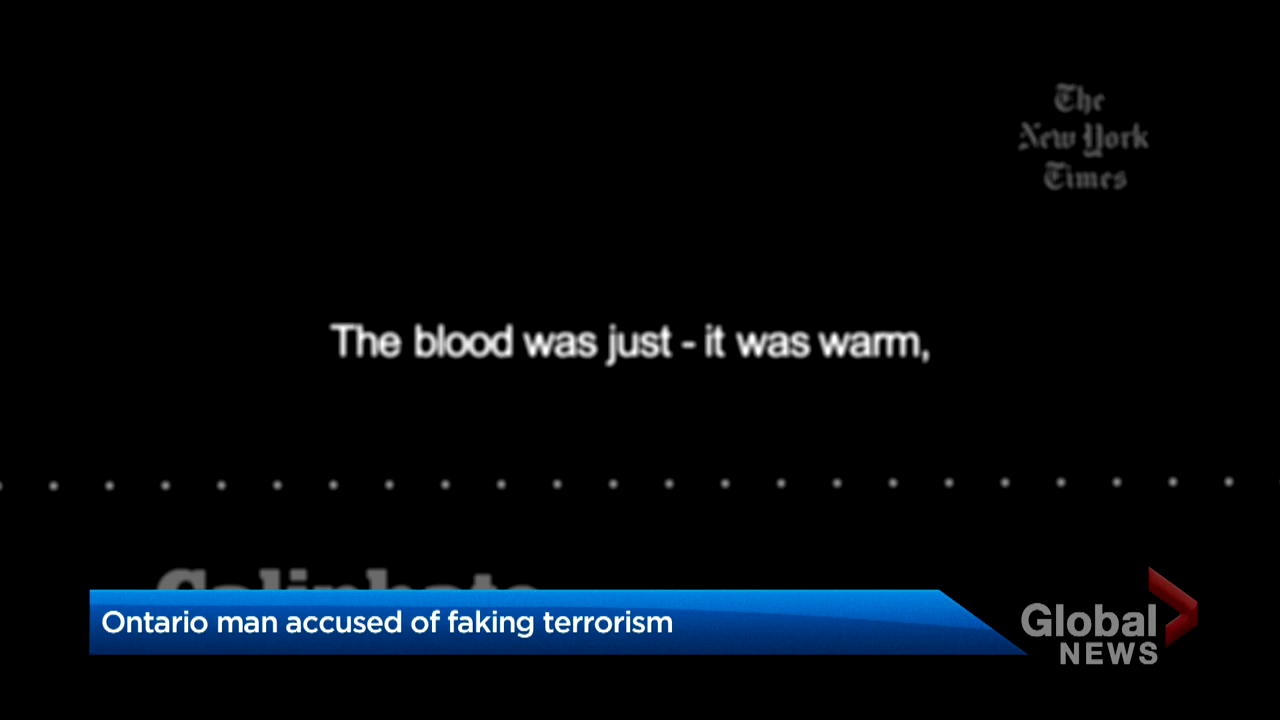 The
New York
Times
The blood was just - it was warm,
Caliphate
Ontario man accused of faking terrorism
Global
NEWS